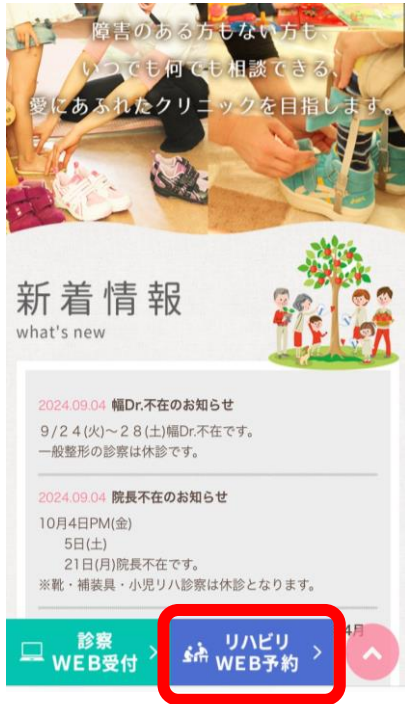 障害のある方もない方も、
いつでも何でも相談できる、
愛にあふれたクリニックを目指します。
新着情報
what's new
2024.09.04 幅Dr.不在のお知らせ
9/24(火)～28(土)幅Dr.不在です。
一般整形の診察は休診です。
2024.09.04 院長不在のお知らせ
10月4日PM(金)
5日(土)
21日(月)院長不在です。
※靴・補装具・小児リハ診察は休診となります。
4月
診察
WEB受付
リハビリ
WEB予約